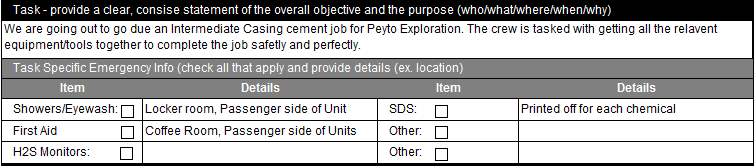 Task - provide a clear, consise statement of the overall objective and the purpose (who/what/where/when/why)
We are going out to go due an Intermediate Casing cement job for Peyto Exploration. The crew is tasked with getting all the relavent
equipment/tools together to complete the job safetly and perfectly.
Task Specific Emergency Info (check all that apply and provide details (ex. location)
Item Details Item Details
Showers/Eyewash: Locker room, Passenger side of Unit SDS: Printed off for each chemical
First Aid Coffee Room, Passenger side of Units Other:
H2S Monitors: Other: